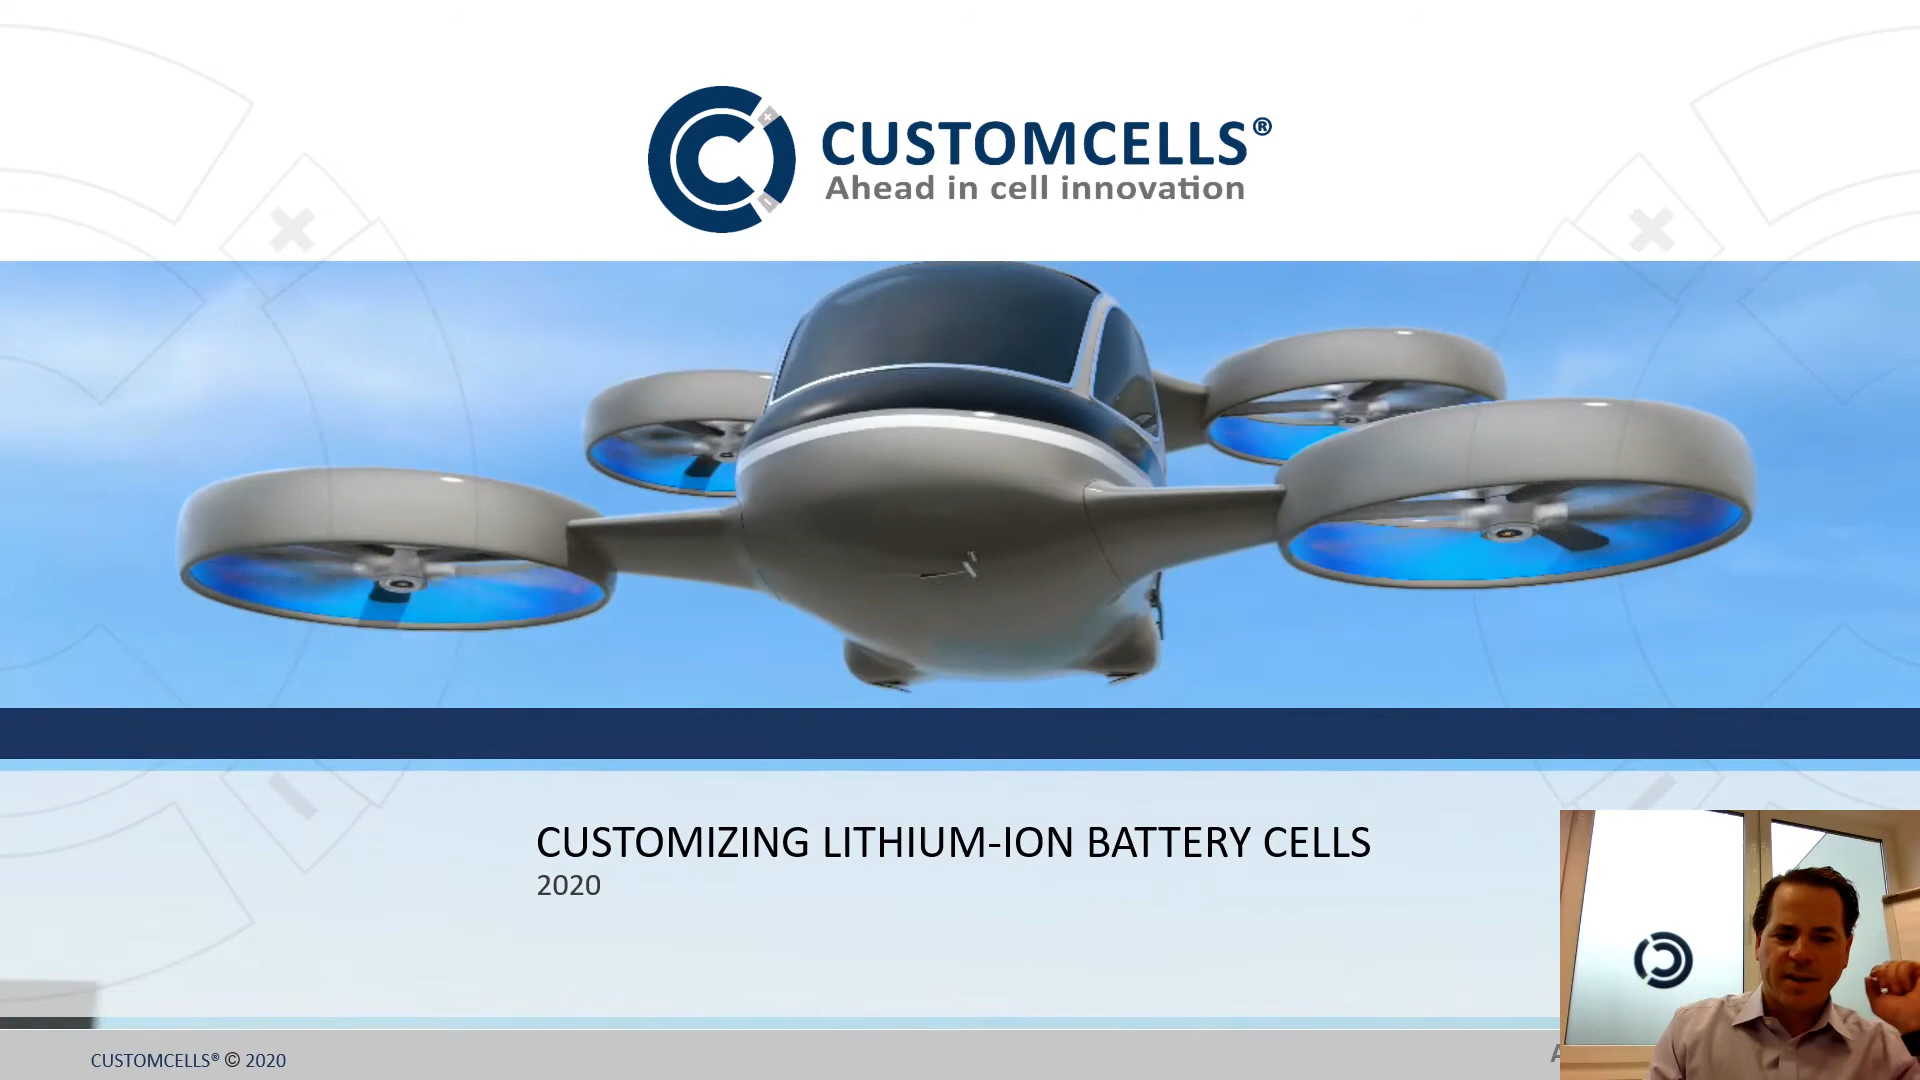 CUSTOMCELLS®
Ahead in cell innovation
CUSTOMIZING LITHIUM-ION BATTERY CELLS
2020
CUSTOMCELLS® © 2020